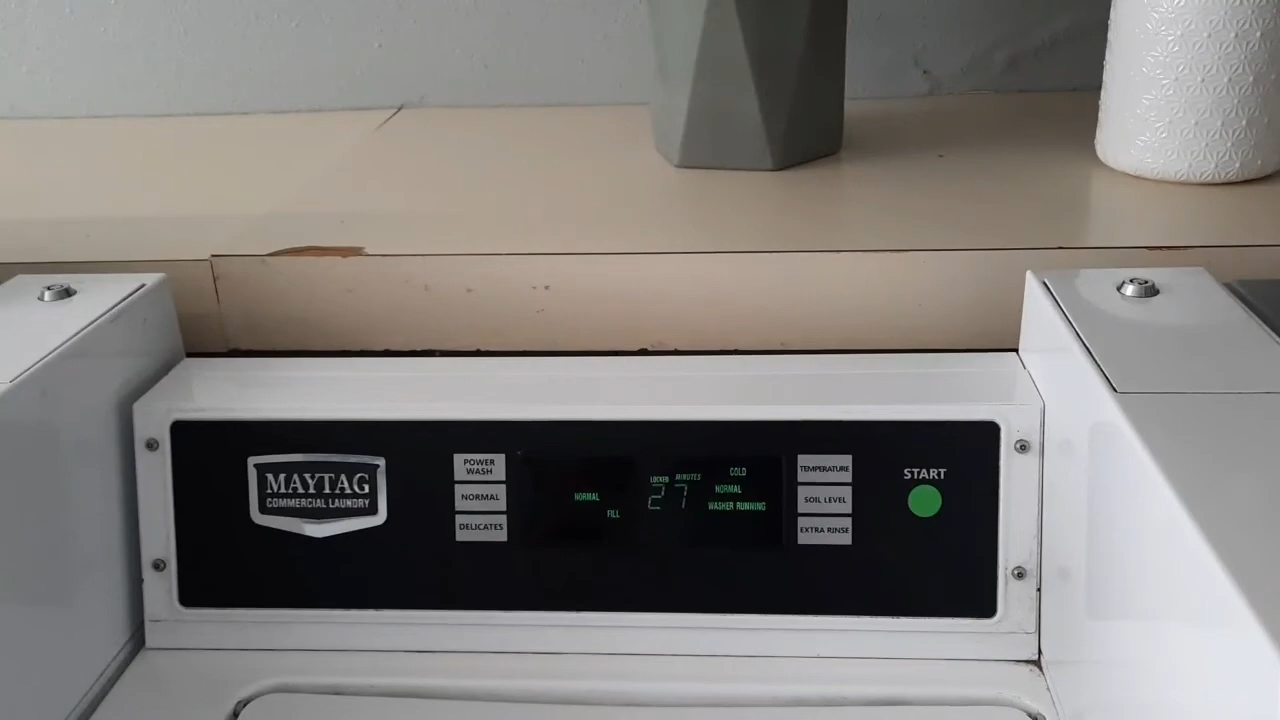 MAYTAG
COMMERCIAL LAUNDRY
POWER
WASH
NORMAL
DELICATES
NORMAL
FILL
LOCKED MINUTES
27
COLD
NORMAL
WASHER RUNNING
TEMPERATURE
SOIL LEVEL
EXTRA RINSE
START